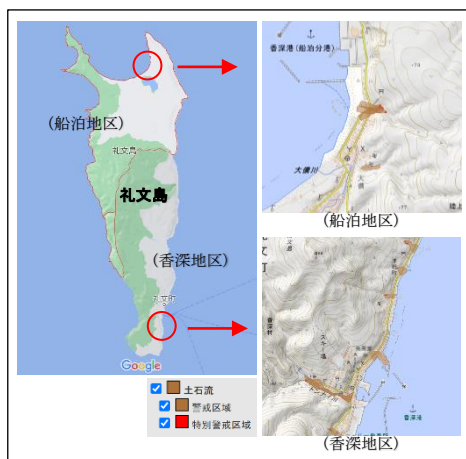 (船泊地区)
礼文島
礼文島
(香深地区)
礼文町
Google
土石流
警戒区域
特別警戒区域
香深港(船泊分港)
大備川
(船泊地区)
香深港
(香深地区)